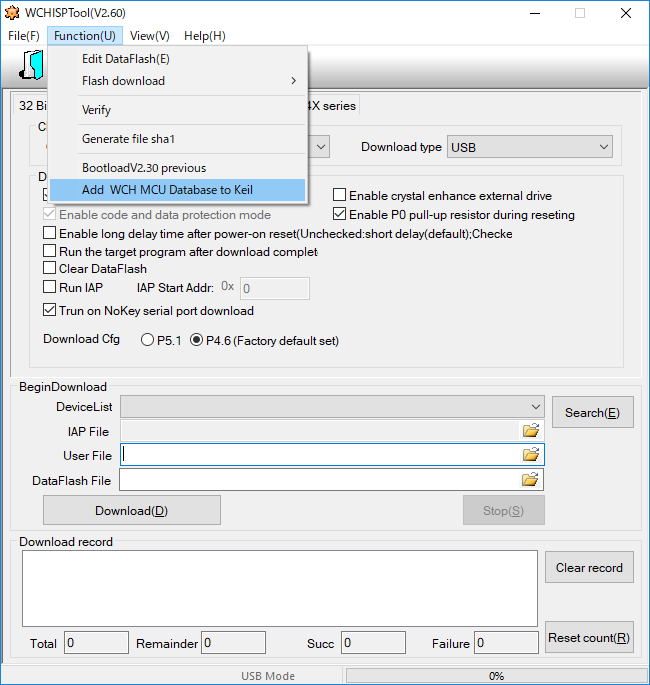 WCHISPTool(V2.60)
File(F) Function(U) View(V) Help(H)
Edit DataFlash(E)
Flash download
Verify
Generate file sha1
BootloadV2.30 previous
Add WCH MCU Database to Keil
32 Bi 4X series
Download type USB
Enable crystal enhance external drive
Enable code and data protection mode Enable P0 pull-up resistor during reseting
Enable long delay time after power-on reset(Unchecked:short delay(default);Checke
Run the target program after download complet
Clear DataFlash
Run IAP IAP Start Addr: 0x 0
Trun on NoKey serial port download
Download Cfg P5.1 P4.6 (Factory default set)
BeginDownload
DeviceList Search(E)
IAP File
User File
DataFlash File
Download(D) Stop(S)
Download record
Clear record
Total 0 Remainder 0 Succ 0 Failure 0 Reset count(R)
USB Mode 0%